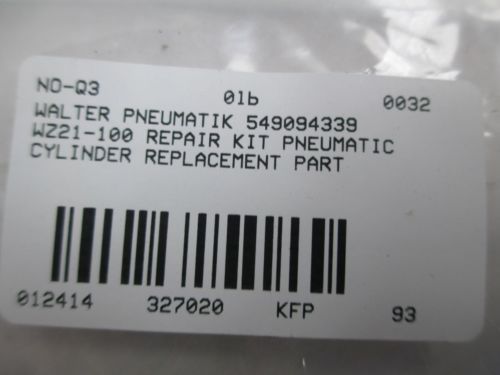 NO-Q3 01b 0032
WALTER PNEUMATIK 549094339
WZ21-100 REPAIR KIT PNEUMATIC
CYLINDER REPLACEMENT PART
012414 327020 KFP 93